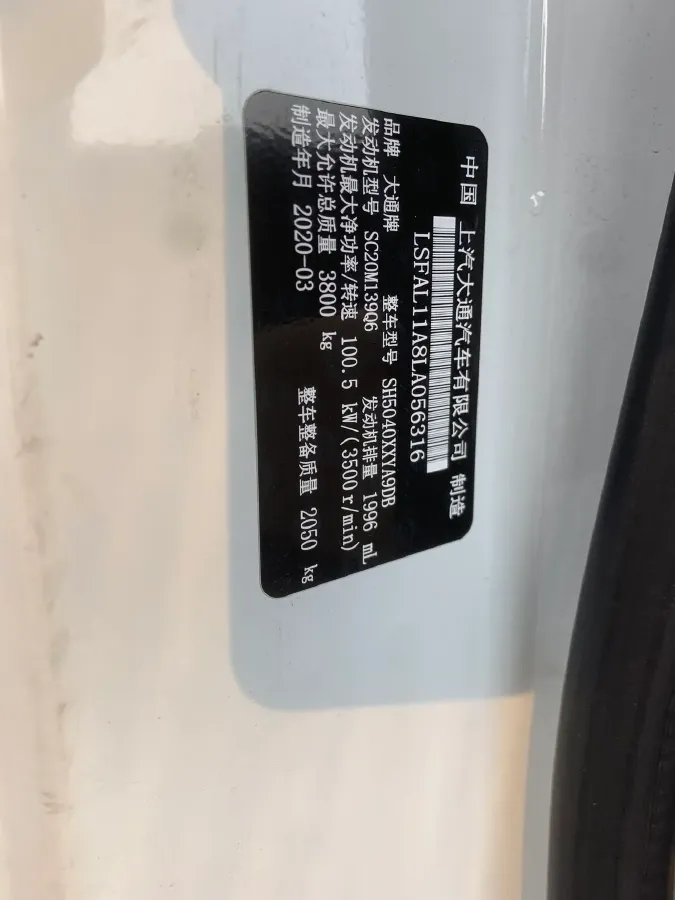 中国 上汽大通汽车有限公司 制造
LSFAL11A8LA056316
品牌 大通牌 整车型号 SH5040XXYA9DB
发动机型号 SC20M139Q6 发动机排量 1996 mL
发动机最大净功率/转速 100.5 kW/(3500r/min)
最大允许总质量 3800 kg
制造年月 2020-03 整车整备质量 2050 kg